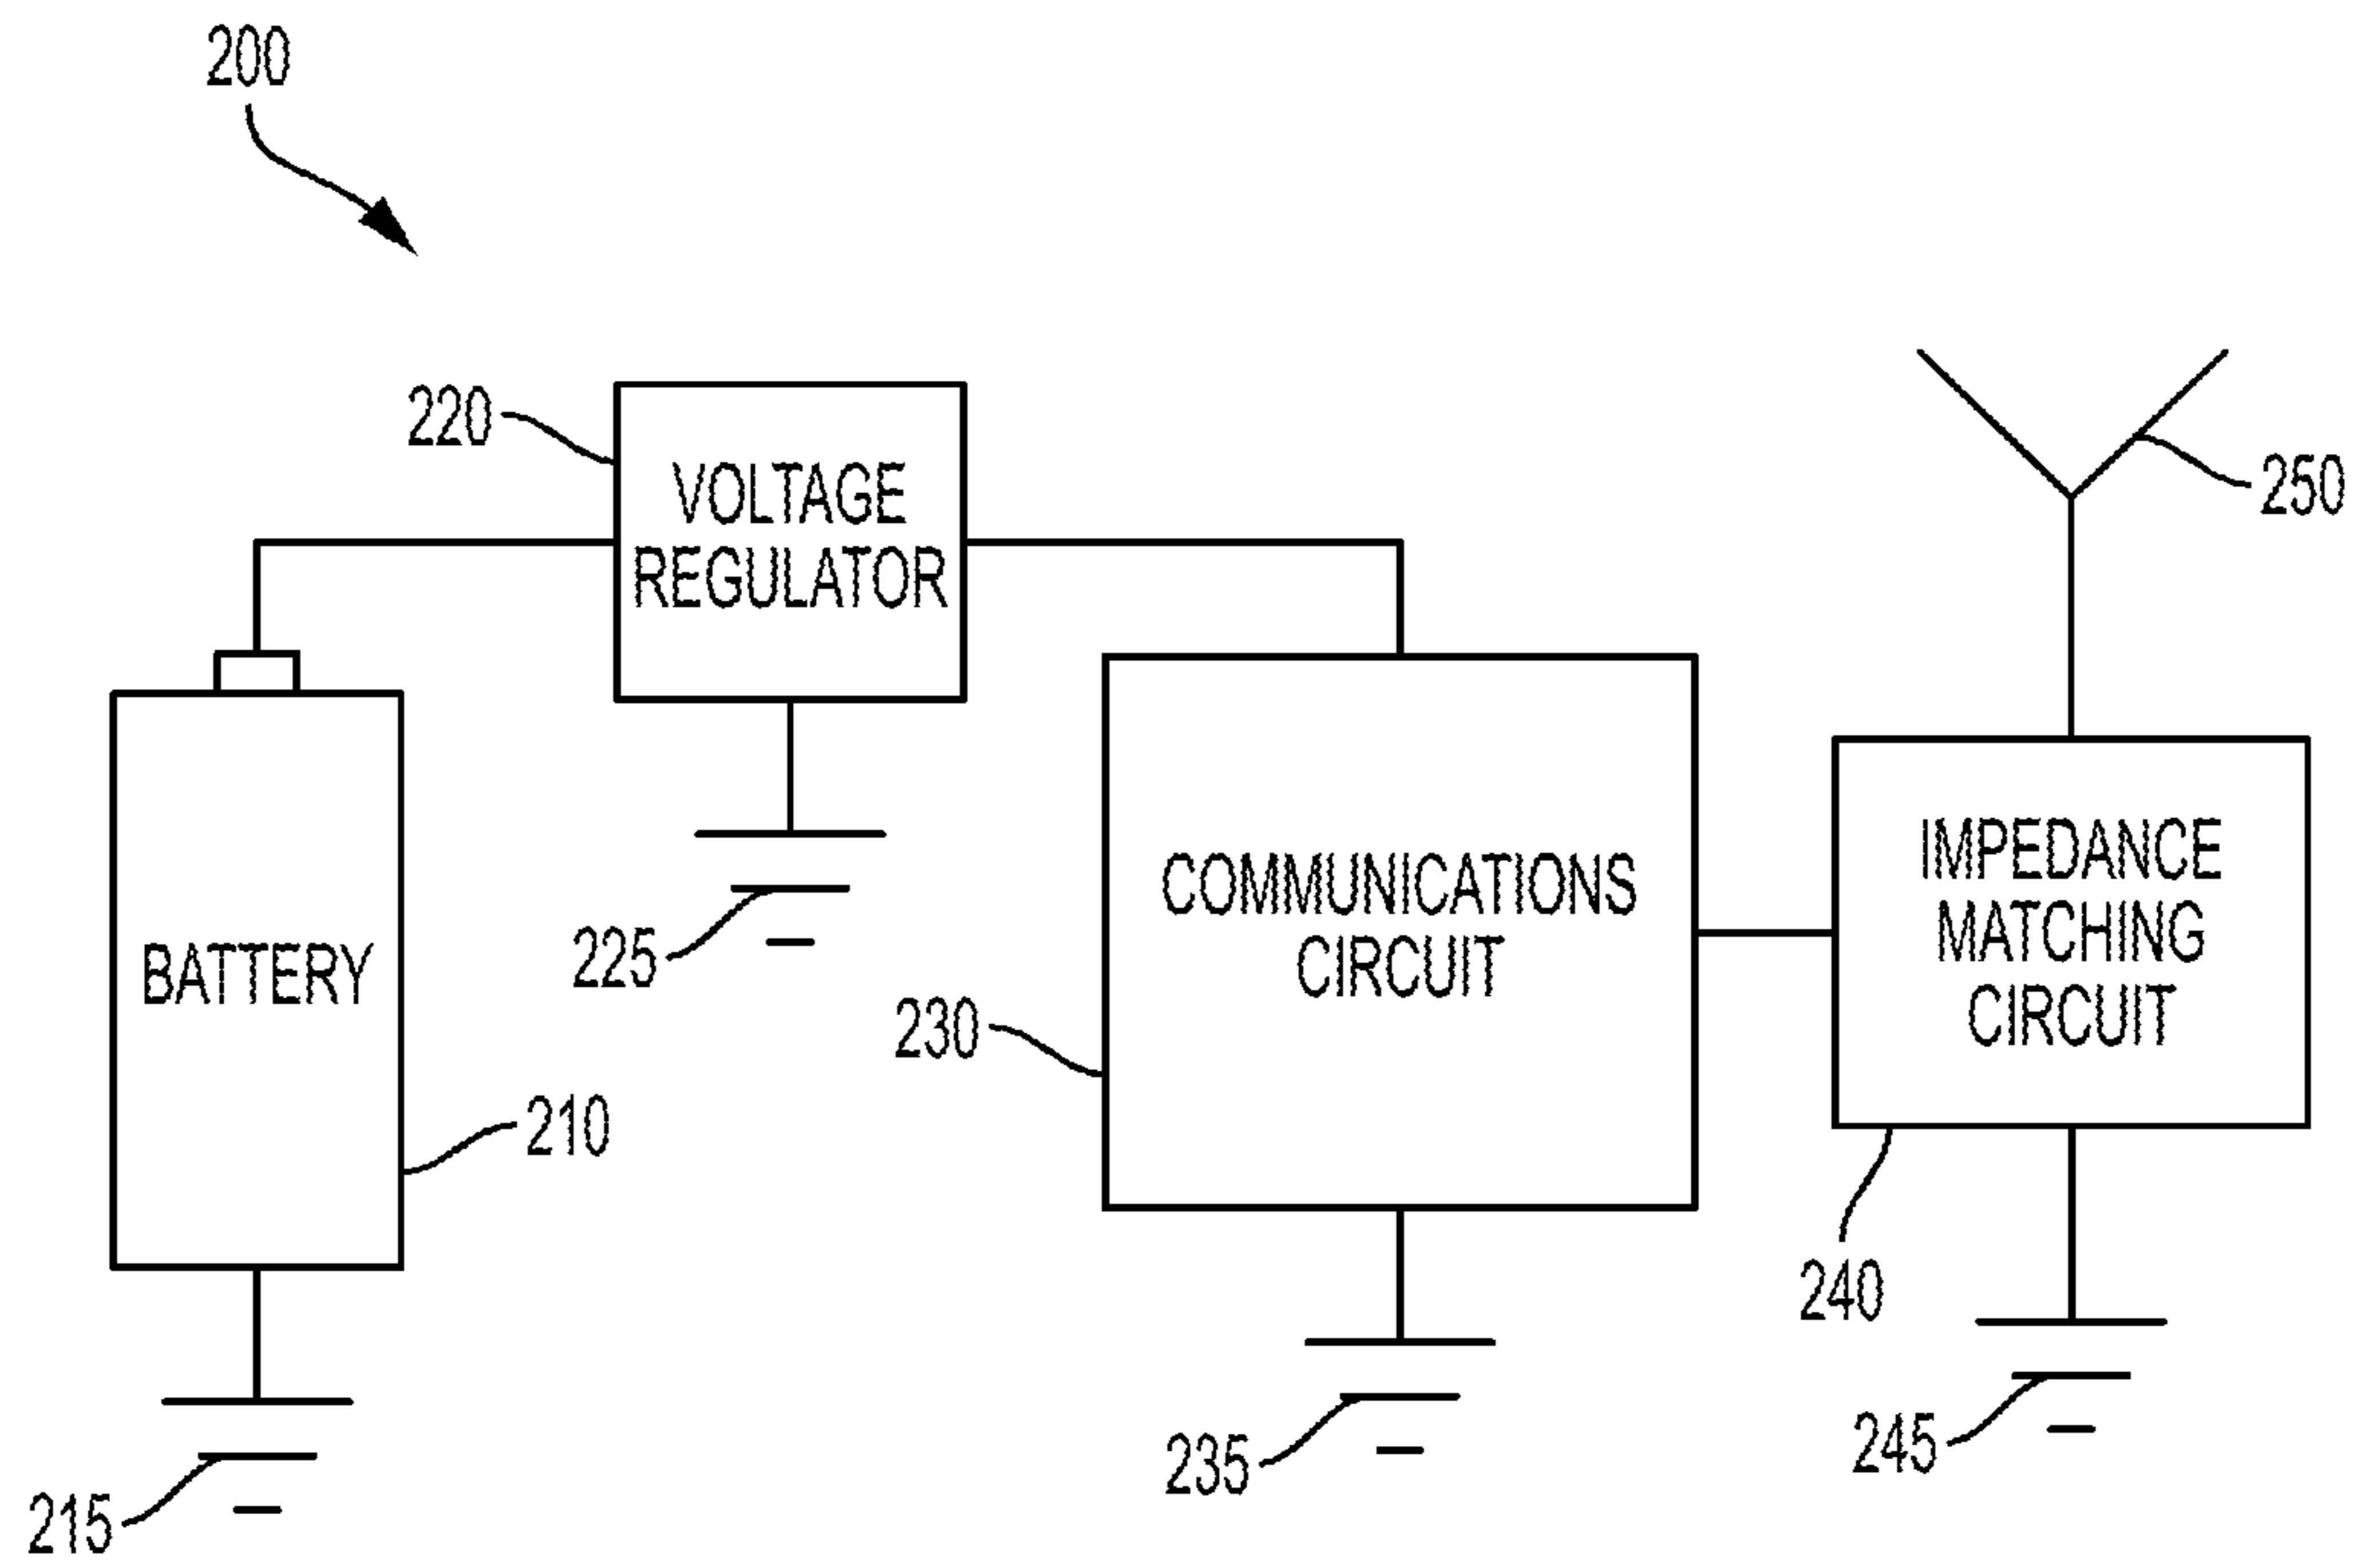 200
220
VOLTAGE
REGULATOR
250
BATTERY
225
COMMUNICATIONS
CIRCUIT
IMPEDANCE
MATCHING
CIRCUIT
230
210
240
215
235
245